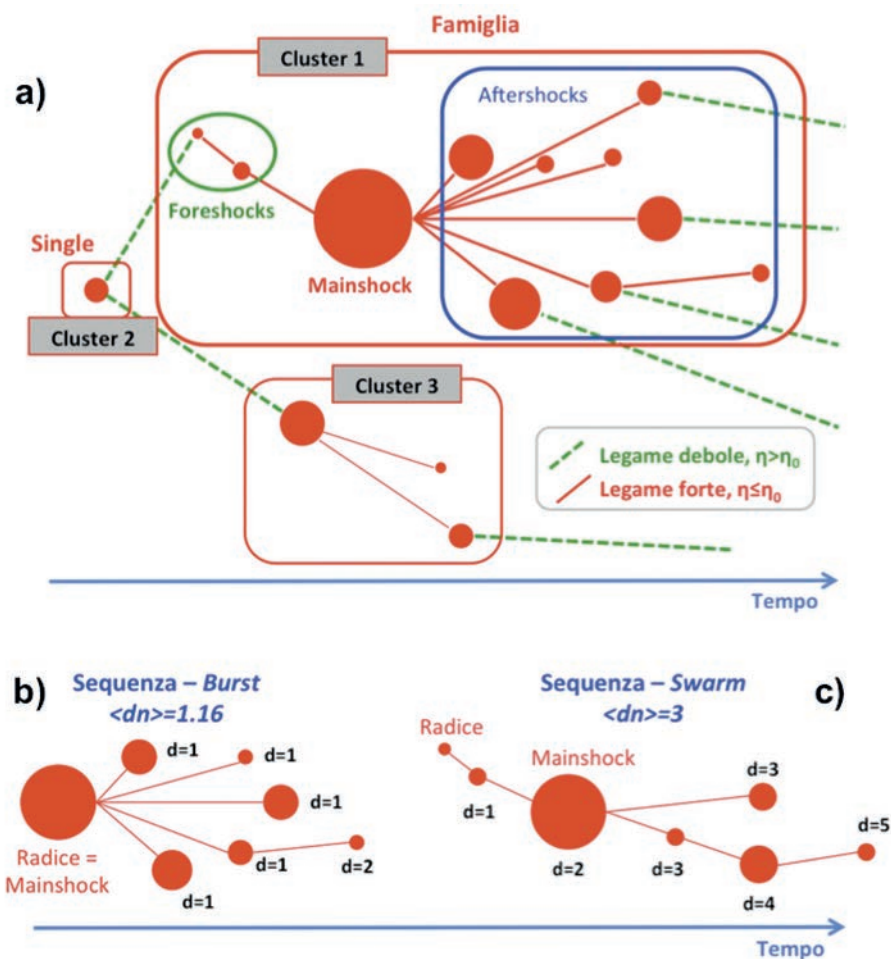 a)
Famiglia
Cluster 1
Aftershocks
Foreshocks
Single
Mainshock
Cluster 2
Cluster 3
Legame debole, η>η₀
Legame forte, η≤η₀
Tempo
b)
Sequenza – Burst
<dn>=1.16
d=1
d=1
d=1
Radice =
Mainshock
d=1
d=2
d=1
c)
Sequenza – Swarm
<dn>=3
Radice
Mainshock
d=1
d=3
d=5
d=2
d=3
d=4
Tempo